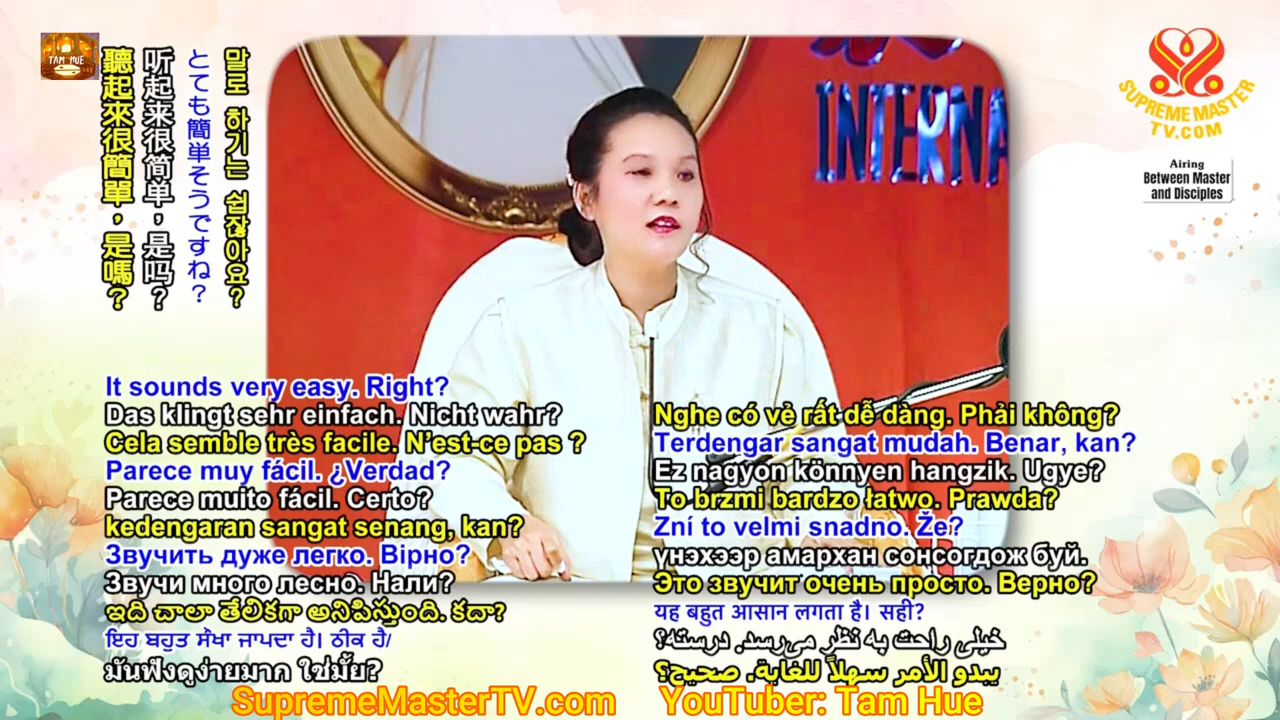 TAM HUE
聽起來很簡單，是嗎？
听起来很简单，是吗？
とても簡単そうですね？
말로 하기는 쉽잖아요?
INTERNA
SUPREME MASTER
TV.COM
Airing
Between Master
and Disciples
It sounds very easy. Right?
Das klingt sehr einfach. Nicht wahr?
Cela semble très facile. N'est-ce pas ?
Parece muy fácil. ¿Verdad?
Parece muito fácil. Certo?
kedengaran sangat senang, kan?
Звучить дуже легко. Вірно?
Звучи много лесно. Нали?
ఇది చాలా తేలికగా అనిపిస్తుంది. కదా?
ਇਹ ਬਹੁਤ ਸੌਖਾ ਜਾਪਦਾ ਹੈ। ਠੀਕ ਹੈ/
มันฟังดูง่ายมาก ใช่มั้ย?
Nghe có vẻ rất dễ dàng. Phải không?
Terdengar sangat mudah. Benar, kan?
Ez nagyon könnyen hangzik. Ugye?
To brzmi bardzo łatwo. Prawda?
Zní to velmi snadno. Že?
үнэхээр амархан сонсогдож буй.
Это звучит очень просто. Верно?
यह बहुत आसान लगता है। सही?
خیلی راحت به نظر می‌رسد. درسته؟
يبدو الأمر سهلاً للغاية. صحيح؟
SupremeMasterTV.com
YouTuber: Tam Hue